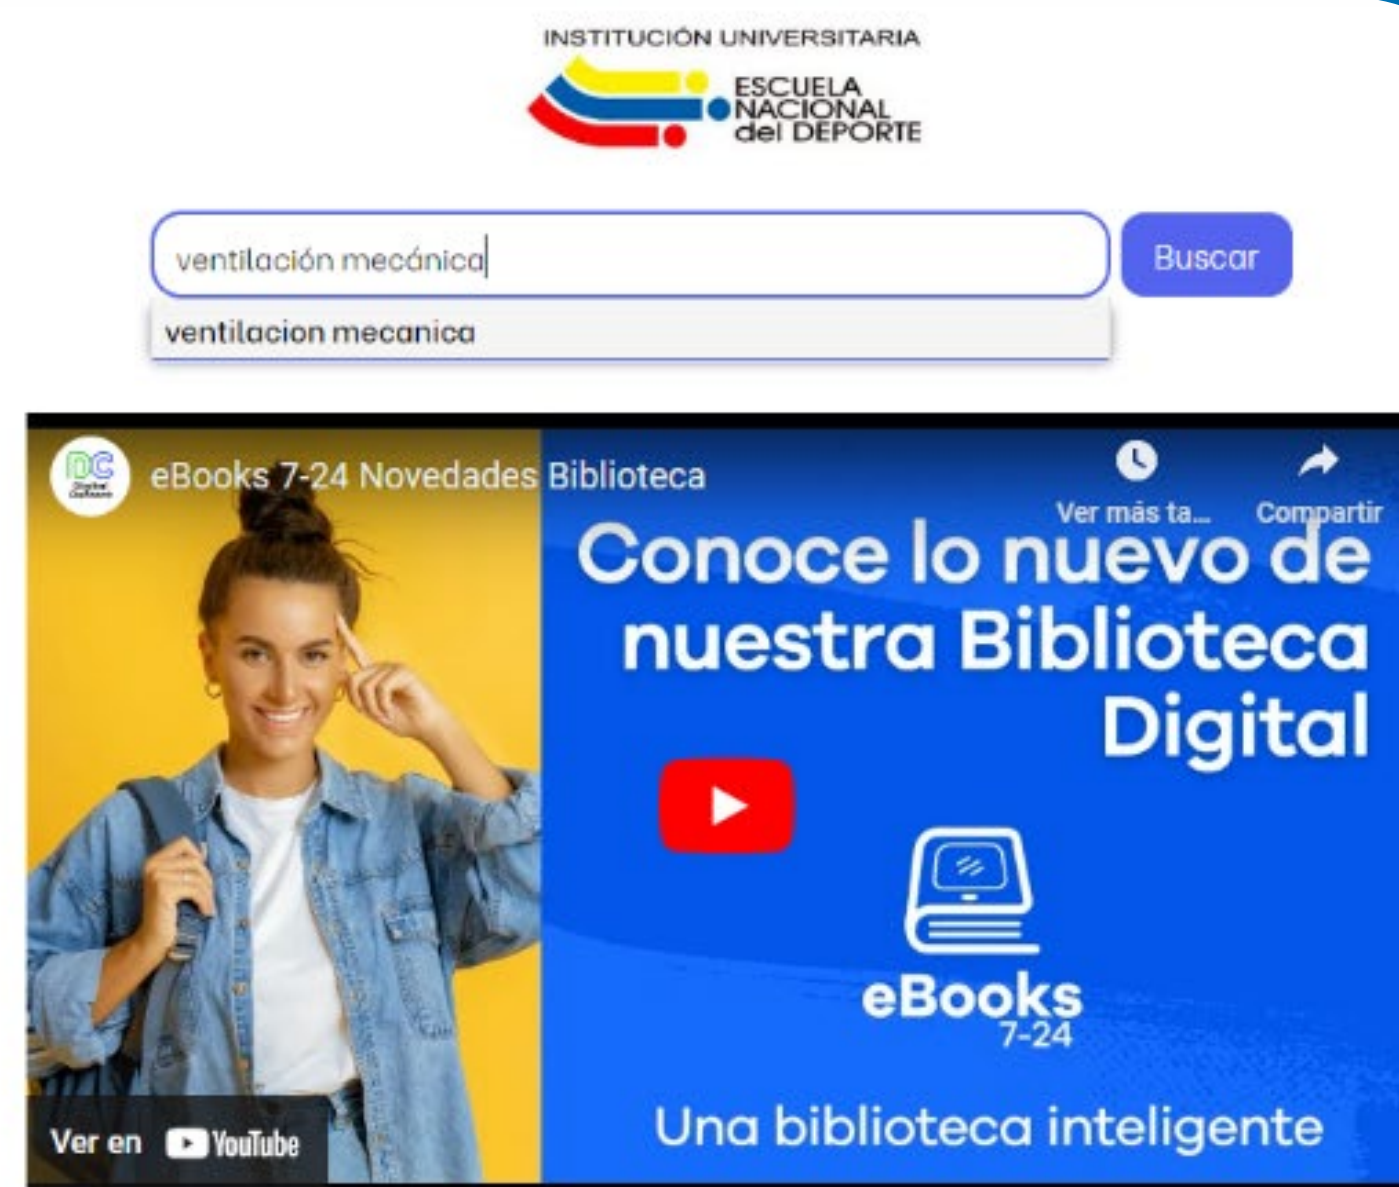 INSTITUCIÓN UNIVERSITARIA
ESCUELA
NACIONAL
del DEPORTE
ventilación mecánica
Buscar
ventilacion mecanica
eBooks 7-24 Novedades Biblioteca
Ver más ta...
Compartir
Conoce lo nuevo de
nuestra Biblioteca
Digital
eBooks
7-24
Ver en YouTube
Una biblioteca inteligente